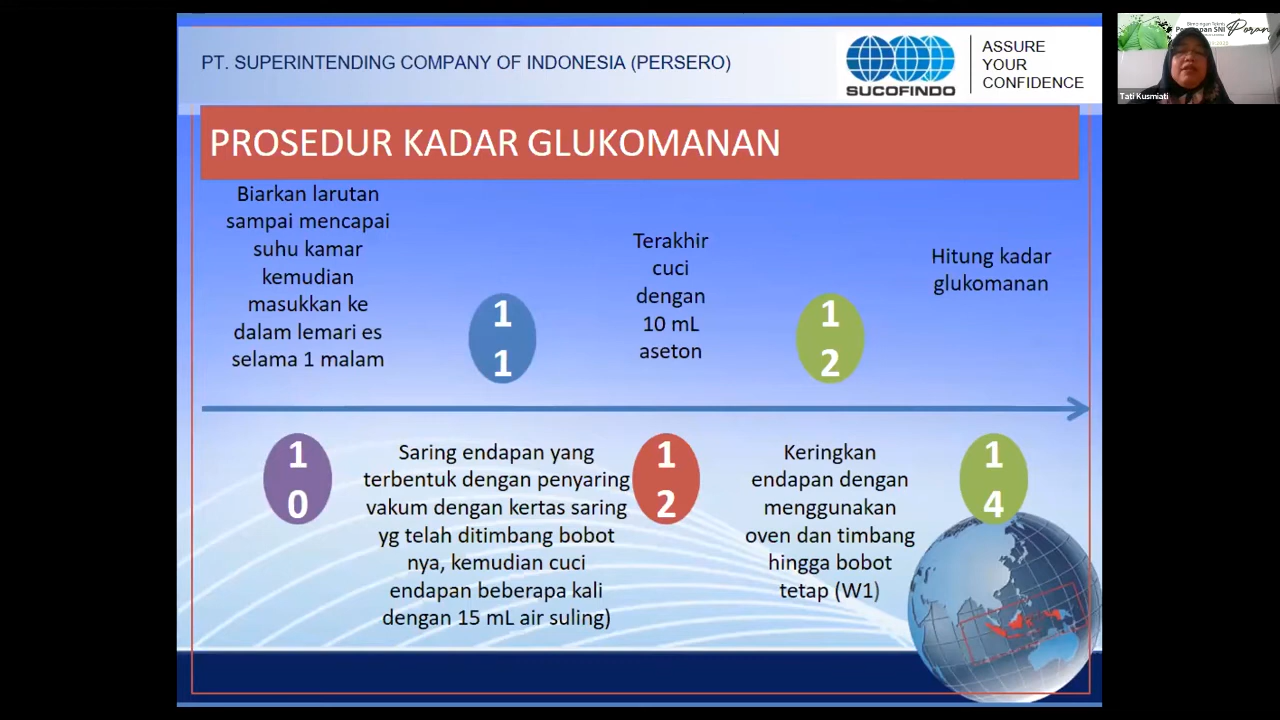 PT. SUPERINTENDING COMPANY OF INDONESIA (PERSERO)
SUCOFINDO
ASSURE
YOUR
CONFIDENCE
Tati Kusmiati
PROSEDUR KADAR GLUKOMANAN
Biarkan larutan
sampai mencapai
suhu kamar
kemudian
masukkan ke
dalam lemari es
selama 1 malam
1
1
Terakhir
cuci
dengan
10 mL
aseton
1
2
Hitung kadar
glukomanan
1
0
Saring endapan yang
terbentuk dengan penyaring
vakum dengan kertas saring
yg telah ditimbang bobot
nya, kemudian cuci
endapan beberapa kali
dengan 15 mL air suling)
1
2
Keringkan
endapan dengan
menggunakan
oven dan timbang
hingga bobot
tetap (W1)
1
4